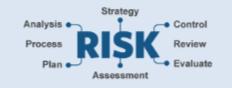 Strategy
Analysis
Control
Process
RISK
Review
Plan
Evaluate
Assessment